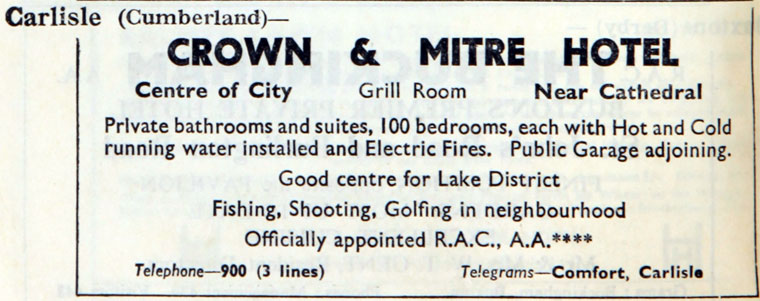 Carlisle (Cumberland)—
CROWN & MITRE HOTEL
Centre of City Grill Room Near Cathedral
Private bathrooms and suites, 100 bedrooms, each with Hot and Cold
running water installed and Electric Fires. Public Garage adjoining.
Good centre for Lake District
Fishing, Shooting, Golfing in neighbourhood
Officially appointed R.A.C., A.A.****
Telephone—900 (3 lines) Telegrams—Comfort, Carlisle